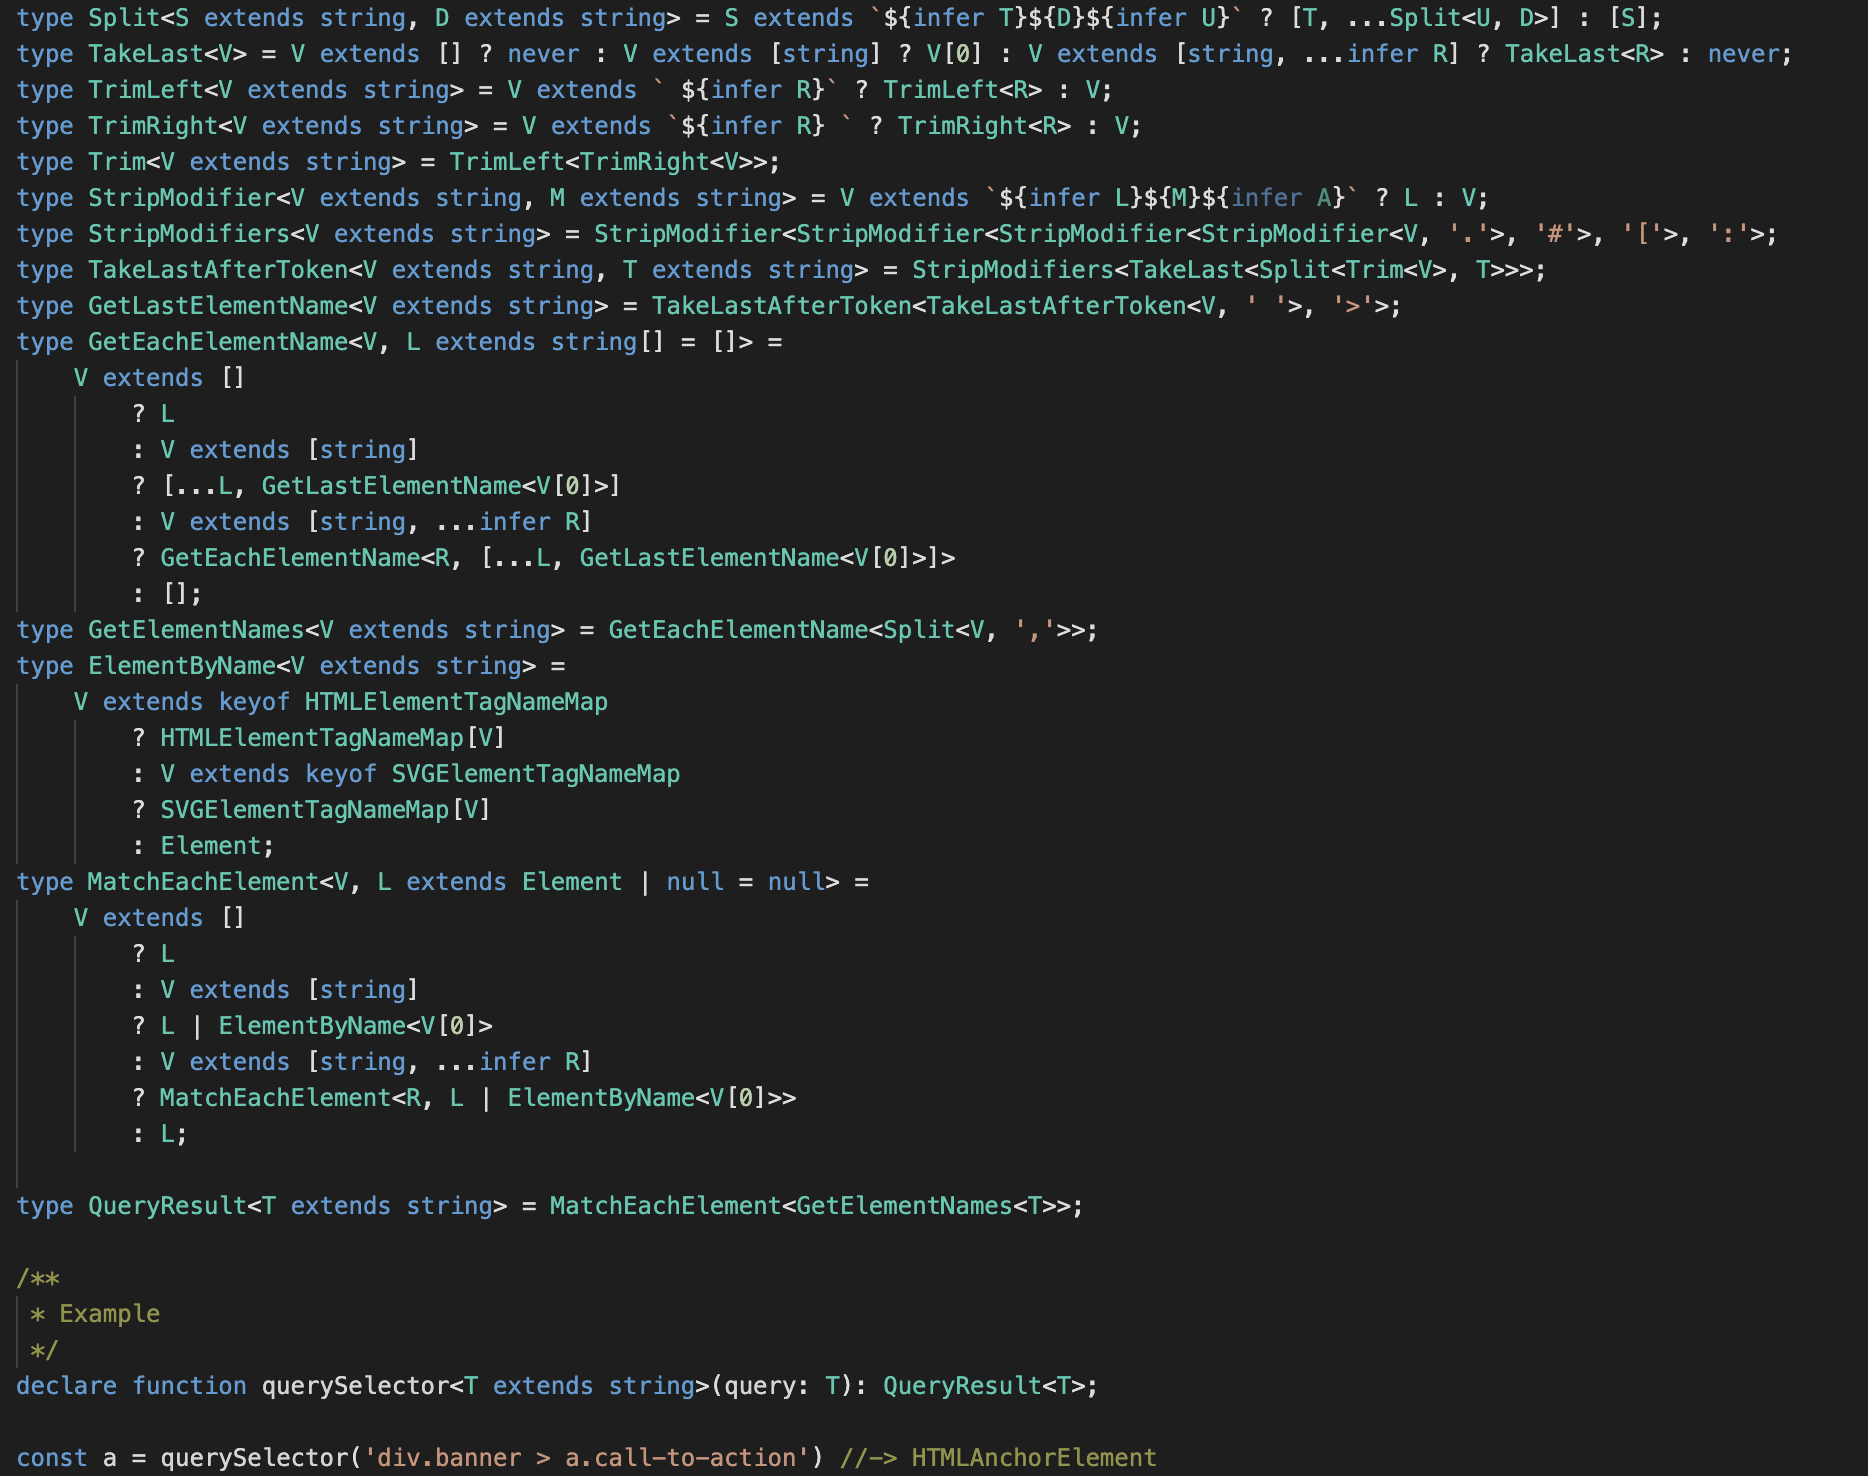 type Split<S extends string, D extends string> = S extends `${infer T}${D}${infer U}` ? [T, ...Split<U, D>] : [S];
type TakeLast<V> = V extends [] ? never : V extends [string] ? V[0] : V extends [string, ...infer R] ? TakeLast<R> : never;
type TrimLeft<V extends string> = V extends ` ${infer R}` ? TrimLeft<R> : V;
type TrimRight<V extends string> = V extends `${infer R} ` ? TrimRight<R> : V;
type Trim<V extends string> = TrimLeft<TrimRight<V>>;
type StripModifier<V extends string, M extends string> = V extends `${infer L}${M}${infer A}` ? L : V;
type StripModifiers<V extends string> = StripModifier<StripModifier<StripModifier<StripModifier<V, '.'>, '#'>, '['>, ':'>;
type TakeLastAfterToken<V extends string, T extends string> = StripModifiers<TakeLast<Split<Trim<V>, T>>>;
type GetLastElementName<V extends string> = TakeLastAfterToken<TakeLastAfterToken<V, ' '>, '>'>;
type GetEachElementName<V, L extends string[] = []> =
    V extends []
        ? L
        : V extends [string]
        ? [...L, GetLastElementName<V[0]>]
        : V extends [string, ...infer R]
        ? GetEachElementName<R, [...L, GetLastElementName<V[0]>]>
        : [];
type GetElementNames<V extends string> = GetEachElementName<Split<V, ','>>;
type ElementByName<V extends string> =
    V extends keyof HTMLElementTagNameMap
        ? HTMLElementTagNameMap[V]
        : V extends keyof SVGElementTagNameMap
        ? SVGElementTagNameMap[V]
        : Element;
type MatchEachElement<V, L extends Element | null = null> =
    V extends []
        ? L
        : V extends [string]
        ? L | ElementByName<V[0]>
        : V extends [string, ...infer R]
        ? MatchEachElement<R, L | ElementByName<V[0]>>
        : L;

type QueryResult<T extends string> = MatchEachElement<GetElementNames<T>>;

/**
 * Example
 */
declare function querySelector<T extends string>(query: T): QueryResult<T>;

const a = querySelector('div.banner > a.call-to-action') //-> HTMLAnchorElement